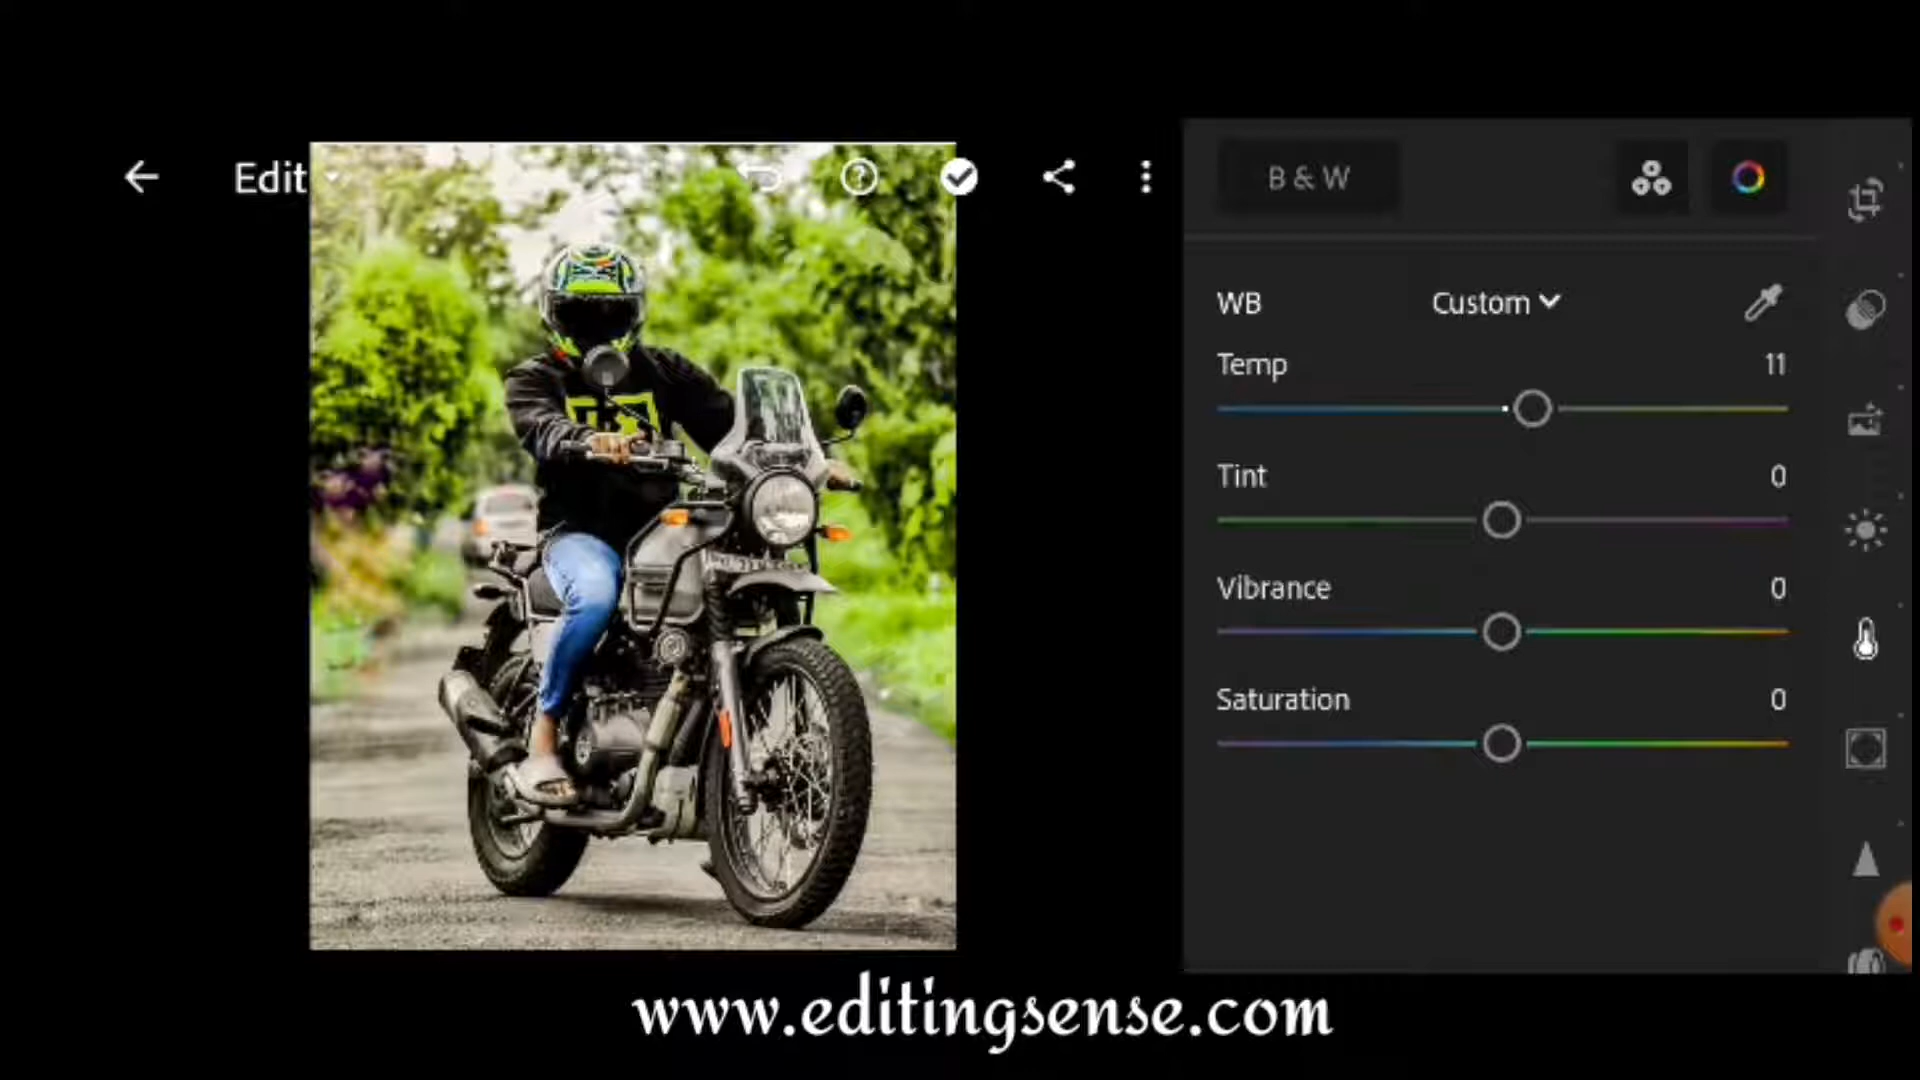 Edit
B & W
WB
Custom
Temp
11
Tint
0
Vibrance
0
Saturation
0
www.editingsense.com